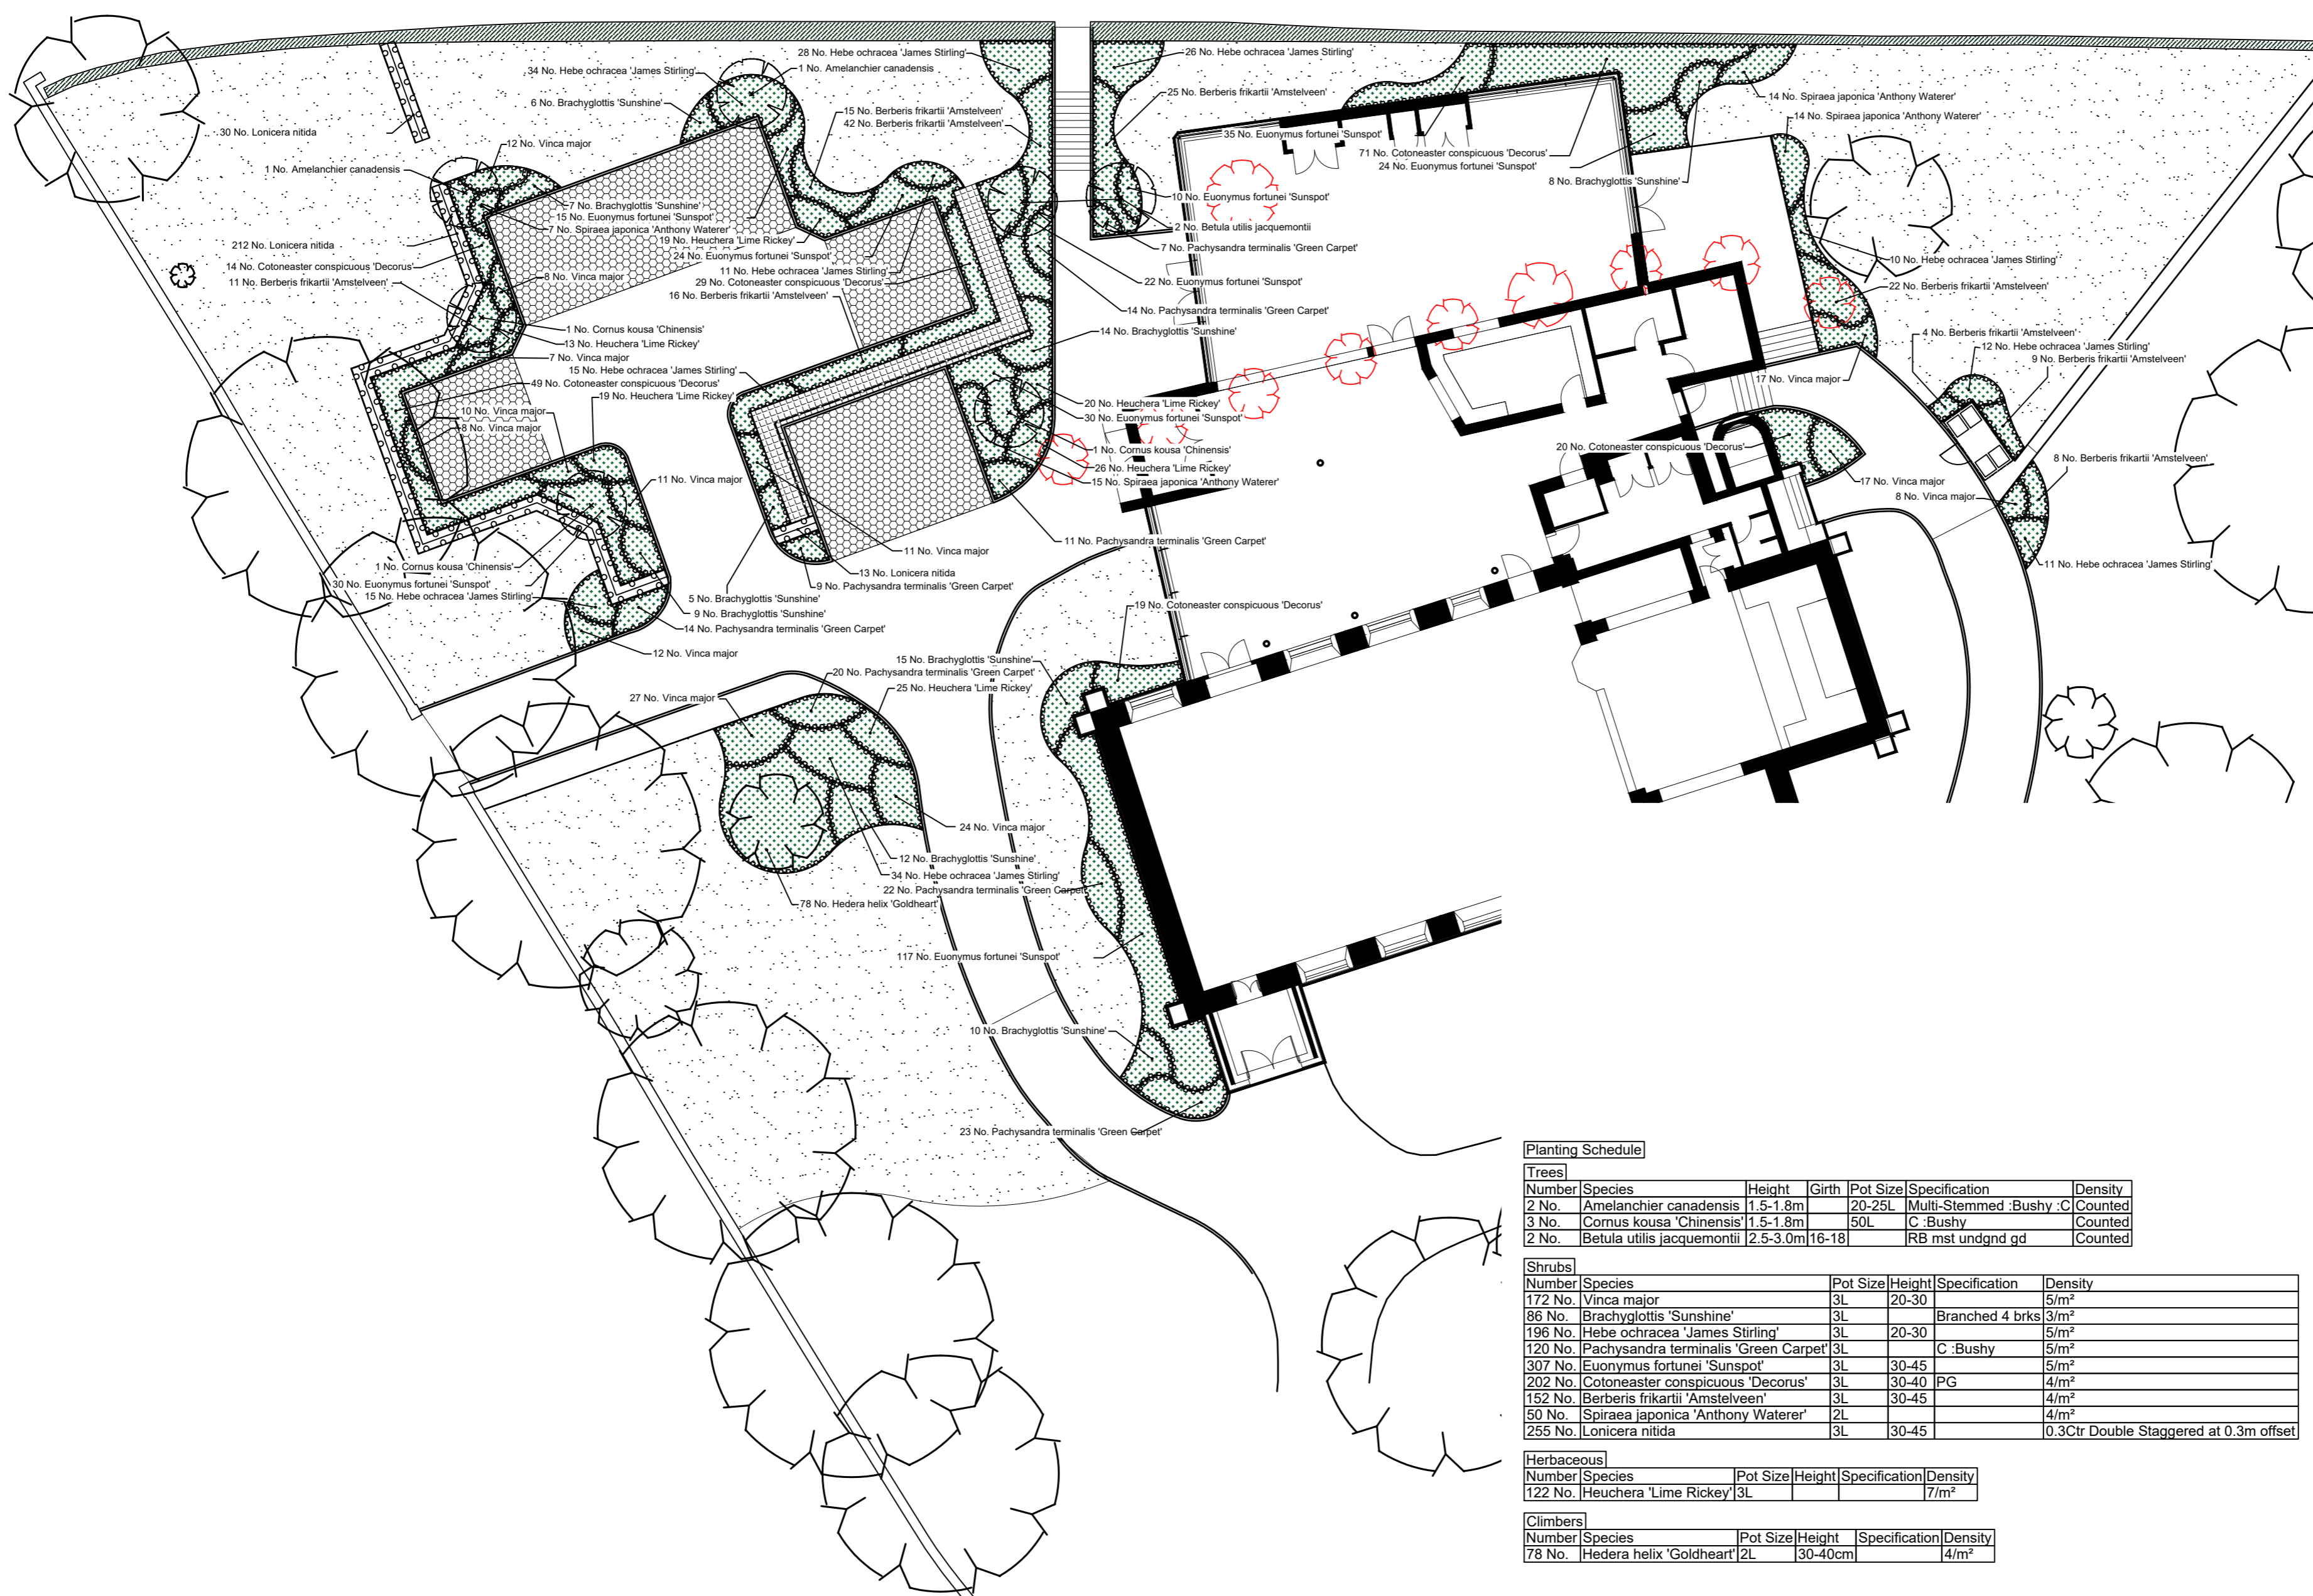 28 No. Hebe ochracea 'James Stirling'
26 No. Hebe ochracea 'James Stirling'
1 No. Amelanchier canadensis
34 No. Hebe ochracea 'James Stirling'
6 No. Brachyglottis 'Sunshine'
25 No. Berberis frikartii 'Amstelveen'
14 No. Spiraea japonica 'Anthony Waterer'
15 No. Berberis frikartii 'Amstelveen'
14 No. Spiraea japonica 'Anthony Waterer'
42 No. Berberis frikartii 'Amstelveen'
30 No. Lonicera nitida
35 No. Euonymus fortunei 'Sunspot'
12 No. Vinca major
71 No. Cotoneaster conspicuous 'Decorus'
24 No. Euonymus fortunei 'Sunspot'
1 No. Amelanchier canadensis
8 No. Brachyglottis 'Sunshine'
10 No. Euonymus fortunei 'Sunspot'
7 No. Brachyglottis 'Sunshine'
15 No. Euonymus fortunei 'Sunspot'
7 No. Spiraea japonica 'Anthony Waterer'
2 No. Betula utilis jacquemontii
19 No. Heuchera 'Lime Rickey'
212 No. Lonicera nitida
7 No. Pachysandra terminalis 'Green Carpet'
24 No. Euonymus fortunei 'Sunspot'
10 No. Hebe ochracea 'James Stirling'
14 No. Cotoneaster conspicuous 'Decorus'
11 No. Hebe ochracea 'James Stirling'
8 No. Vinca major
11 No. Berberis frikartii 'Amstelveen'
29 No. Cotoneaster conspicuous 'Decorus'
22 No. Euonymus fortunei 'Sunspot'
22 No. Berberis frikartii 'Amstelveen'
16 No. Berberis frikartii 'Amstelveen'
14 No. Pachysandra terminalis 'Green Carpet'
1 No. Cornus kousa 'Chinensis'
14 No. Brachyglottis 'Sunshine'
4 No. Berberis frikartii 'Amstelveen'
13 No. Heuchera 'Lime Rickey'
12 No. Hebe ochracea 'James Stirling'
7 No. Vinca major
9 No. Berberis frikartii 'Amstelveen'
15 No. Hebe ochracea 'James Stirling'
17 No. Vinca major
49 No. Cotoneaster conspicuous 'Decorus'
19 No. Heuchera 'Lime Rickey'
20 No. Heuchera 'Lime Rickey'
10 No. Vinca major
30 No. Euonymus fortunei 'Sunspot'
8 No. Vinca major
1 No. Cornus kousa 'Chinensis'
20 No. Cotoneaster conspicuous 'Decorus'
26 No. Heuchera 'Lime Rickey'
8 No. Berberis frikartii 'Amstelveen'
11 No. Vinca major
15 No. Spiraea japonica 'Anthony Waterer'
17 No. Vinca major
8 No. Vinca major
11 No. Pachysandra terminalis 'Green Carpet'
11 No. Vinca major
11 No. Hebe ochracea 'James Stirling'
1 No. Cornus kousa 'Chinensis'
13 No. Lonicera nitida
30 No. Euonymus fortunei 'Sunspot'
9 No. Pachysandra terminalis 'Green Carpet'
15 No. Hebe ochracea 'James Stirling'
5 No. Brachyglottis 'Sunshine'
19 No. Cotoneaster conspicuous 'Decorus'
9 No. Brachyglottis 'Sunshine'
14 No. Pachysandra terminalis 'Green Carpet'
12 No. Vinca major
15 No. Brachyglottis 'Sunshine'
20 No. Pachysandra terminalis 'Green Carpet'
25 No. Heuchera 'Lime Rickey'
27 No. Vinca major
24 No. Vinca major
12 No. Brachyglottis 'Sunshine'
34 No. Hebe ochracea 'James Stirling'
22 No. Pachysandra terminalis 'Green Carpet'
78 No. Hedera helix 'Goldheart'
117 No. Euonymus fortunei 'Sunspot'
10 No. Brachyglottis 'Sunshine'
23 No. Pachysandra terminalis 'Green Carpet'
Planting Schedule
Trees
Number Species Height Girth Pot Size Specification Density
2 No. Amelanchier canadensis 1.5-1.8m 20-25L Multi-Stemmed :Bushy :C Counted
3 No. Cornus kousa 'Chinensis' 1.5-1.8m 50L C :Bushy Counted
2 No. Betula utilis jacquemontii 2.5-3.0m 16-18 RB mst undgnd gd Counted
Shrubs
Number Species Pot Size Height Specification Density
172 No. Vinca major 3L 20-30 5/m²
86 No. Brachyglottis 'Sunshine' 3L Branched 4 brks 3/m²
196 No. Hebe ochracea 'James Stirling' 3L 20-30 5/m²
120 No. Pachysandra terminalis 'Green Carpet' 3L C :Bushy 5/m²
307 No. Euonymus fortunei 'Sunspot' 3L 30-45 5/m²
202 No. Cotoneaster conspicuous 'Decorus' 3L 30-40 PG 4/m²
152 No. Berberis frikartii 'Amstelveen' 3L 30-45 4/m²
50 No. Spiraea japonica 'Anthony Waterer' 2L 4/m²
255 No. Lonicera nitida 3L 30-45 0.3Ctr Double Staggered at 0.3m offset
Herbaceous
Number Species Pot Size Height Specification Density
122 No. Heuchera 'Lime Rickey' 3L 7/m²
Climbers
Number Species Pot Size Height Specification Density
78 No. Hedera helix 'Goldheart' 2L 30-40cm 4/m²